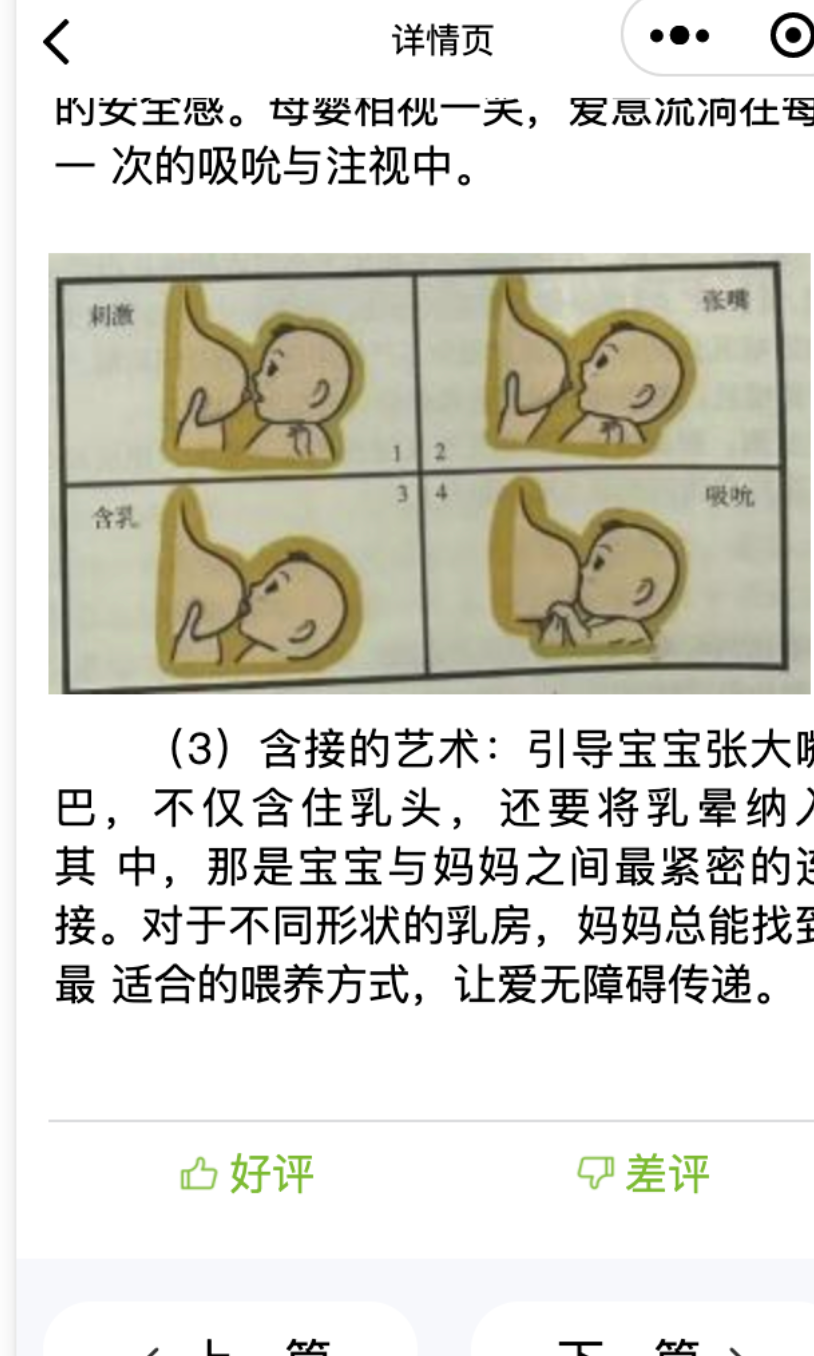 详情页
的安全感。母婴相视一笑，爱意流淌在每
一 次的吸吮与注视中。
刺激
张嘴
1
2
3
4
含乳
吸吮
（3）含接的艺术：引导宝宝张大嘴
巴，不仅含住乳头，还要将乳晕纳入
其 中，那是宝宝与妈妈之间最紧密的连
接。对于不同形状的乳房，妈妈总能找到
最 适合的喂养方式，让爱无障碍传递。
好评
差评
上一篇
下一篇